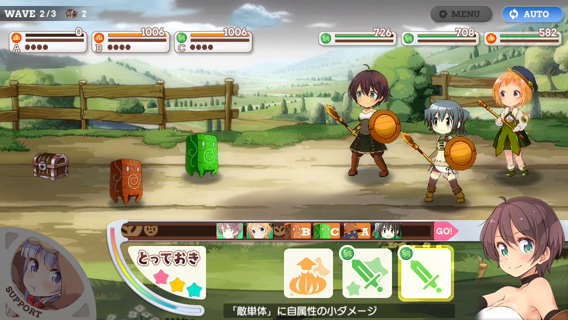 WAVE 2/3 2
MENU
AUTO
A 0
B 1006
C 1006
726
708
582
B C A
GO!
とっておき
SUPPORT
「敵単体」に自属性の小ダメージ